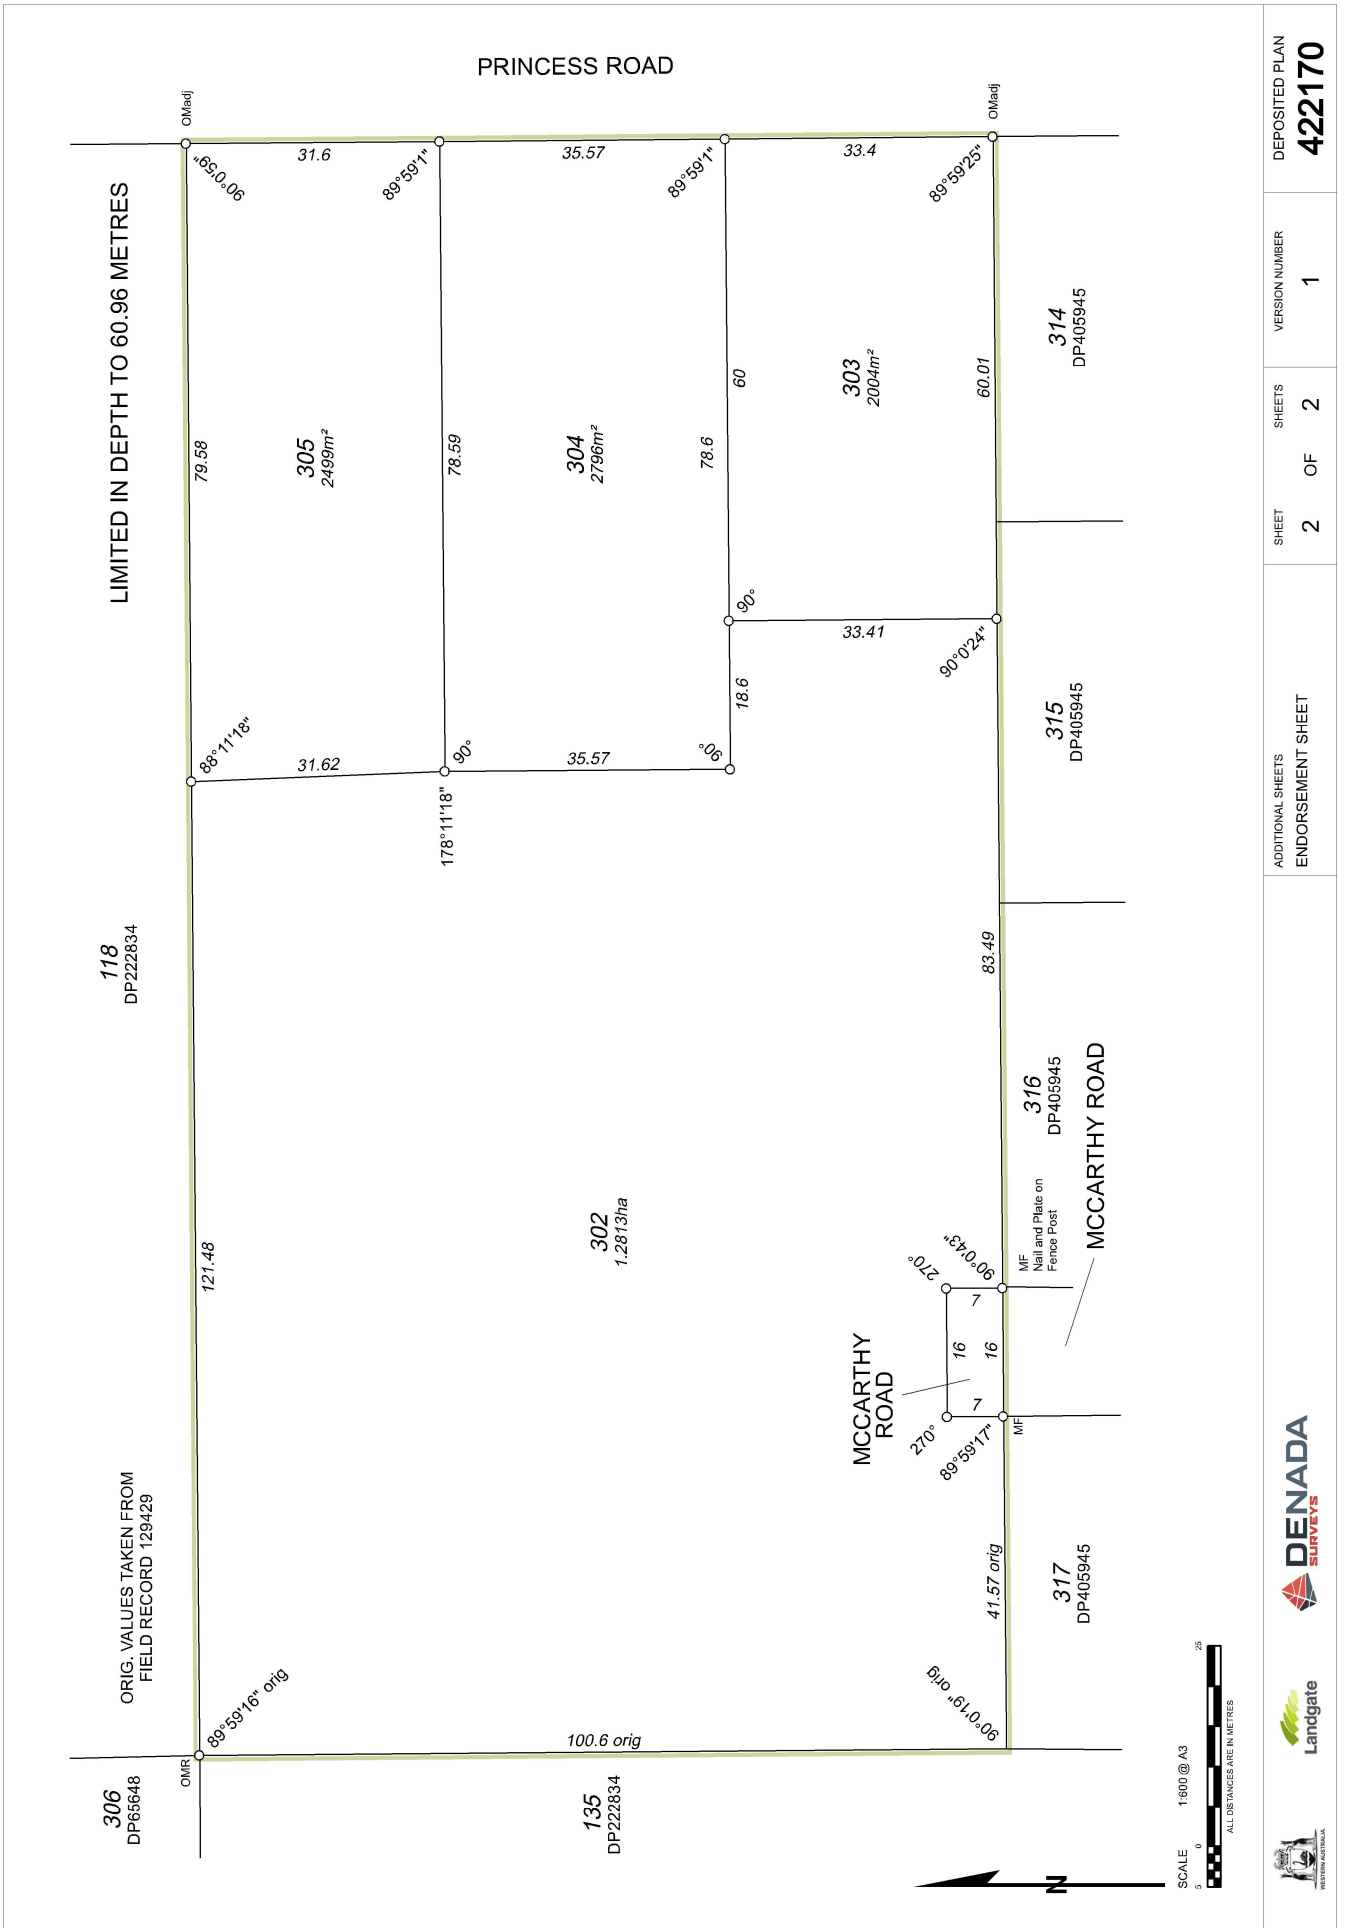 PRINCESS ROAD
LIMITED IN DEPTH TO 60.96 METRES
OMadj
OMadj
90°0'59"
31.6
89°59'1"
35.57
89°59'1"
33.4
89°59'25"
79.58
305
2499m²
78.59
304
2796m²
78.6
60
303
2004m²
60.01
314
DP405945
88°11'18"
31.62
90°
178°11'18"
35.57
90°
18.6
90°
33.41
90°0'24"
315
DP405945
118
DP222834
83.49
121.48
302
1.2813ha
316
DP405945
MCCARTHY ROAD
MF
Nail and Plate on
Fence Post
270°
90°0'43"
7
16
16
7
270°
89°59'17"
MF
MCCARTHY
ROAD
ORIG. VALUES TAKEN FROM
FIELD RECORD 129429
41.57 orig
317
DP405945
89°59'16" orig
100.6 orig
90°0'19" orig
OMR
306
DP65648
135
DP222834
N
SCALE
1:600 @ A3
5
0
25
ALL DISTANCES ARE IN METRES
WESTERN AUSTRALIA
Landgate
DENADA
SURVEYS
ADDITIONAL SHEETS
ENDORSEMENT SHEET
SHEET
SHEETS
2 OF 2
VERSION NUMBER
1
DEPOSITED PLAN
422170